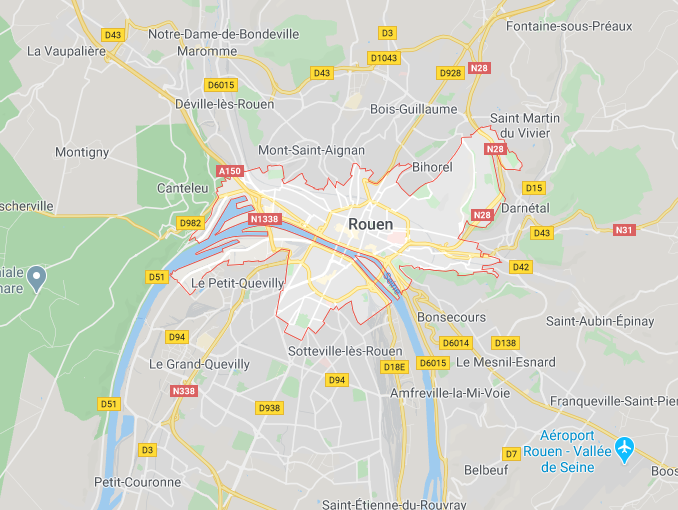 Fontaine-sous-Préaux
D43
Notre-Dame-de-Bondeville
D3
La Vaupalière
Maromme
D1043
N28
D43
D928
D6015
Déville-lès-Rouen
Bois-Guillaume
Saint Martin
du Vivier
Montigny
Mont-Saint-Aignan
N28
Bihorel
A150
Canteleu
D15
scherville
Darnétal
N1338
N28
D982
Rouen
D43
N31
D42
niale
nare
D51
Le Petit-Quevilly
Seine
Bonsecours
Saint-Aubin-Épinay
D94
D6014
D138
Sotteville-lès-Rouen
Le Grand-Quevilly
D18E
D6015
Le Mesnil-Esnard
D94
N338
Amfreville-la-Mi-Voie
D51
D938
Franqueville-Saint-Pier
Aéroport
Rouen - Vallée
de Seine
D3
D7
Belbeuf
Boos
Petit-Couronne
Saint-Étienne-du-Rouvray